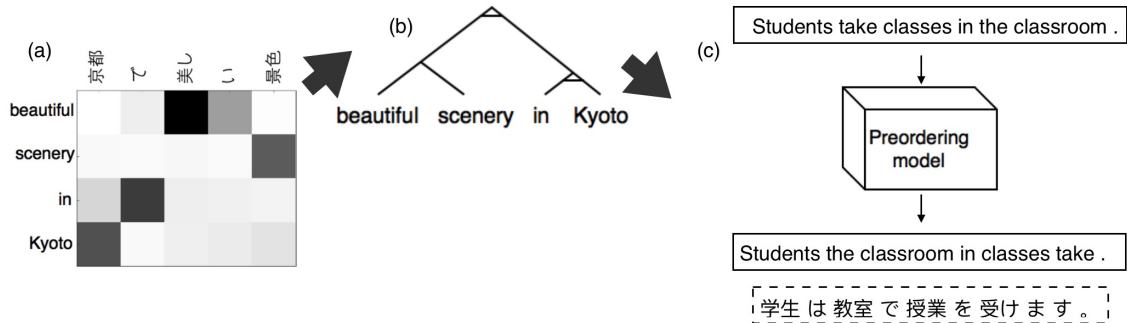 (a)
京都 で 美し い 景色
beautiful
scenery
in
Kyoto
(b)
beautiful scenery in Kyoto
(c)
Students take classes in the classroom .
Preordering
model
Students the classroom in classes take .
学生 は 教室 で 授業 を 受け ま す 。